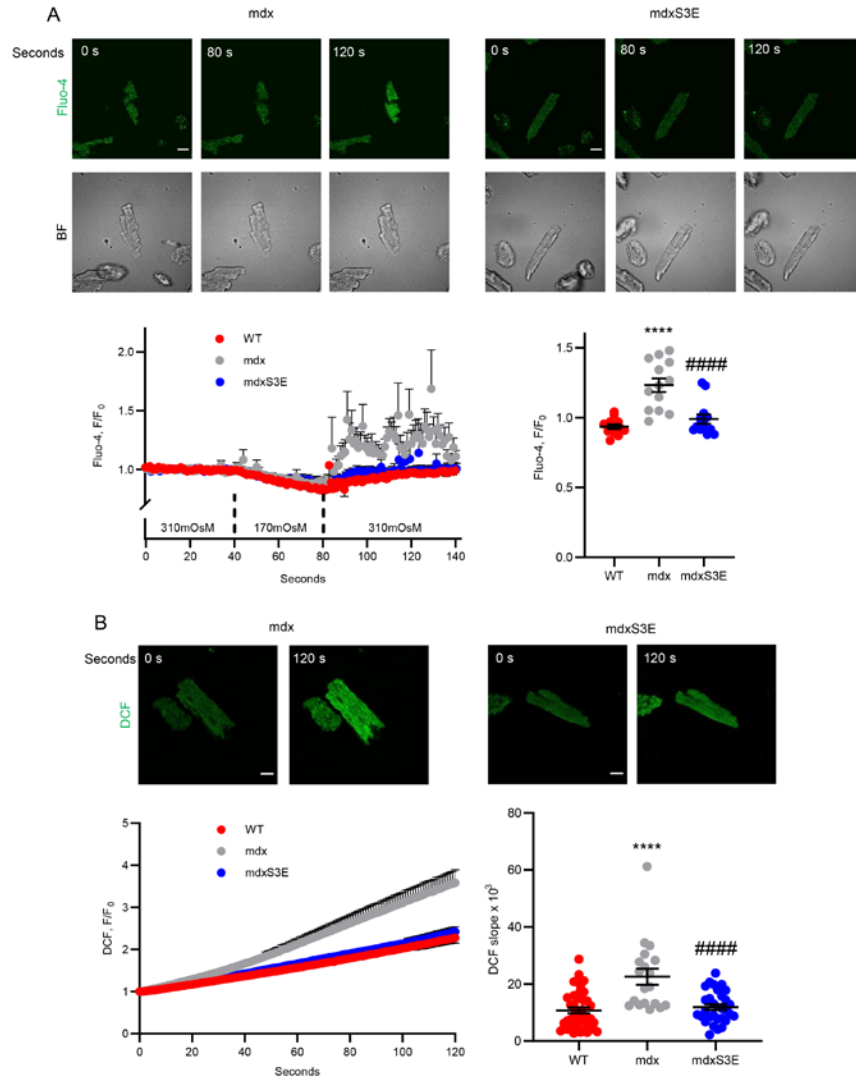 A
mdx
mdxS3E
Seconds
0 s
80 s
120 s
0 s
80 s
120 s
Fluo-4
BF
WT
mdx
mdxS3E
Fluo-4, F/F0
2.0
1.5
1.0
310mOsM
170mOsM
310mOsM
0 20 40 60 80 100 120 140
Seconds
****
####
Fluo-4, F/F0
1.5
1.0
0.5
0.0
WT mdx mdxS3E
B
mdx
mdxS3E
Seconds
0 s
120 s
0 s
120 s
DCF
WT
mdx
mdxS3E
DCF, F/F0
5
4
3
2
1
0
0 20 40 60 80 100 120
Seconds
****
####
DCF slope x 10³
80
60
40
20
0
WT mdx mdxS3E